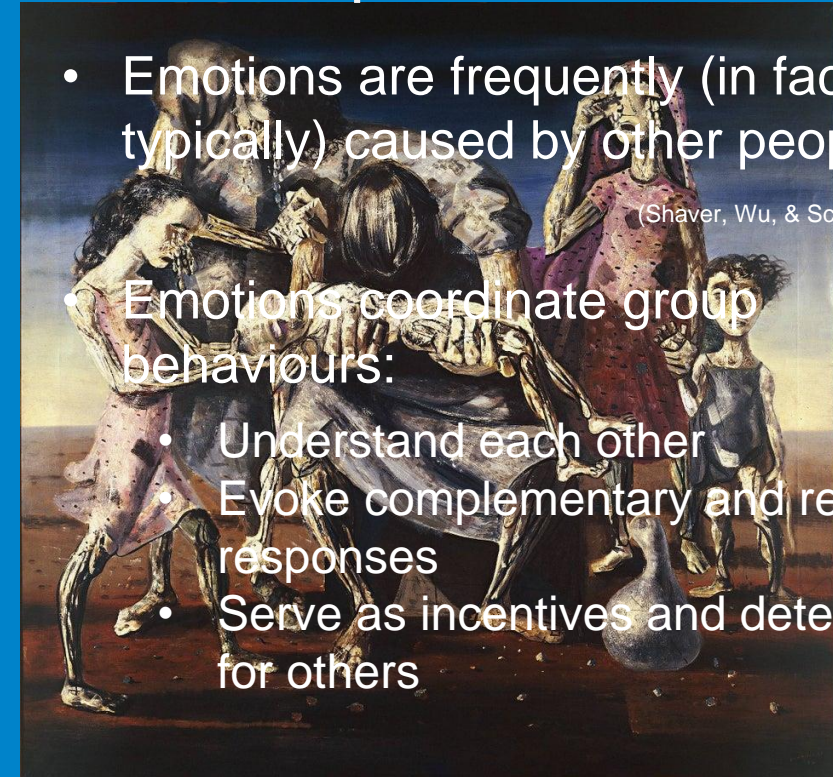 • Emotions are frequently (in fac
typically) caused by other peo
(Shaver, Wu, & Sc
• Emotions coordinate group
behaviours:
• Understand each other
• Evoke complementary and re
responses
• Serve as incentives and dete
for others